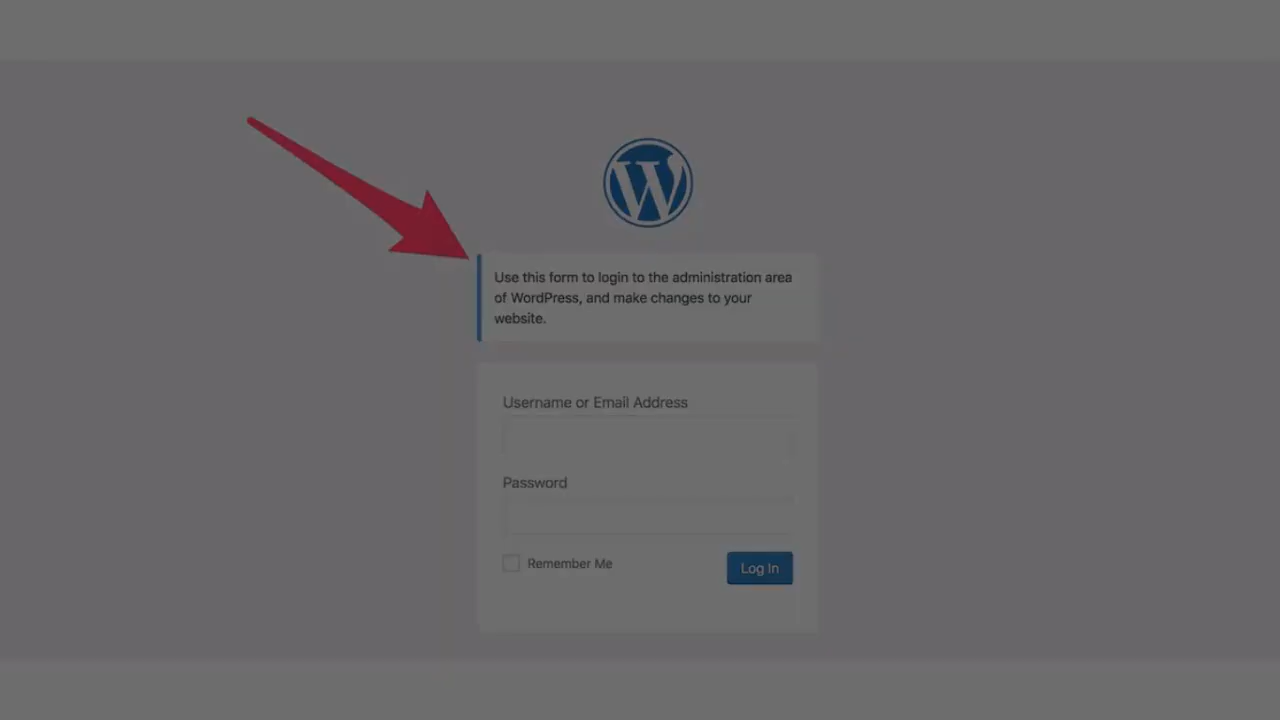 Use this form to login to the administration area
of WordPress, and make changes to your
website.
Username or Email Address
Password
Remember Me
Log In